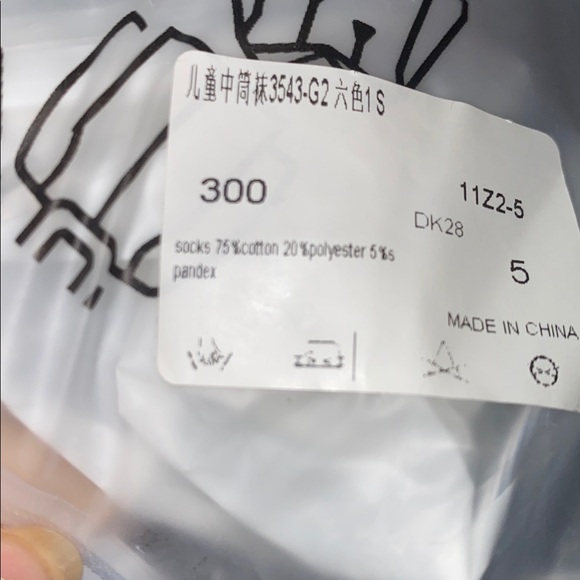 儿童中筒袜3543-G2 六色1 S
300
11Z2-5
DK28
socks 75%cotton 20%polyester 5%s
pandex
5
MADE IN CHINA